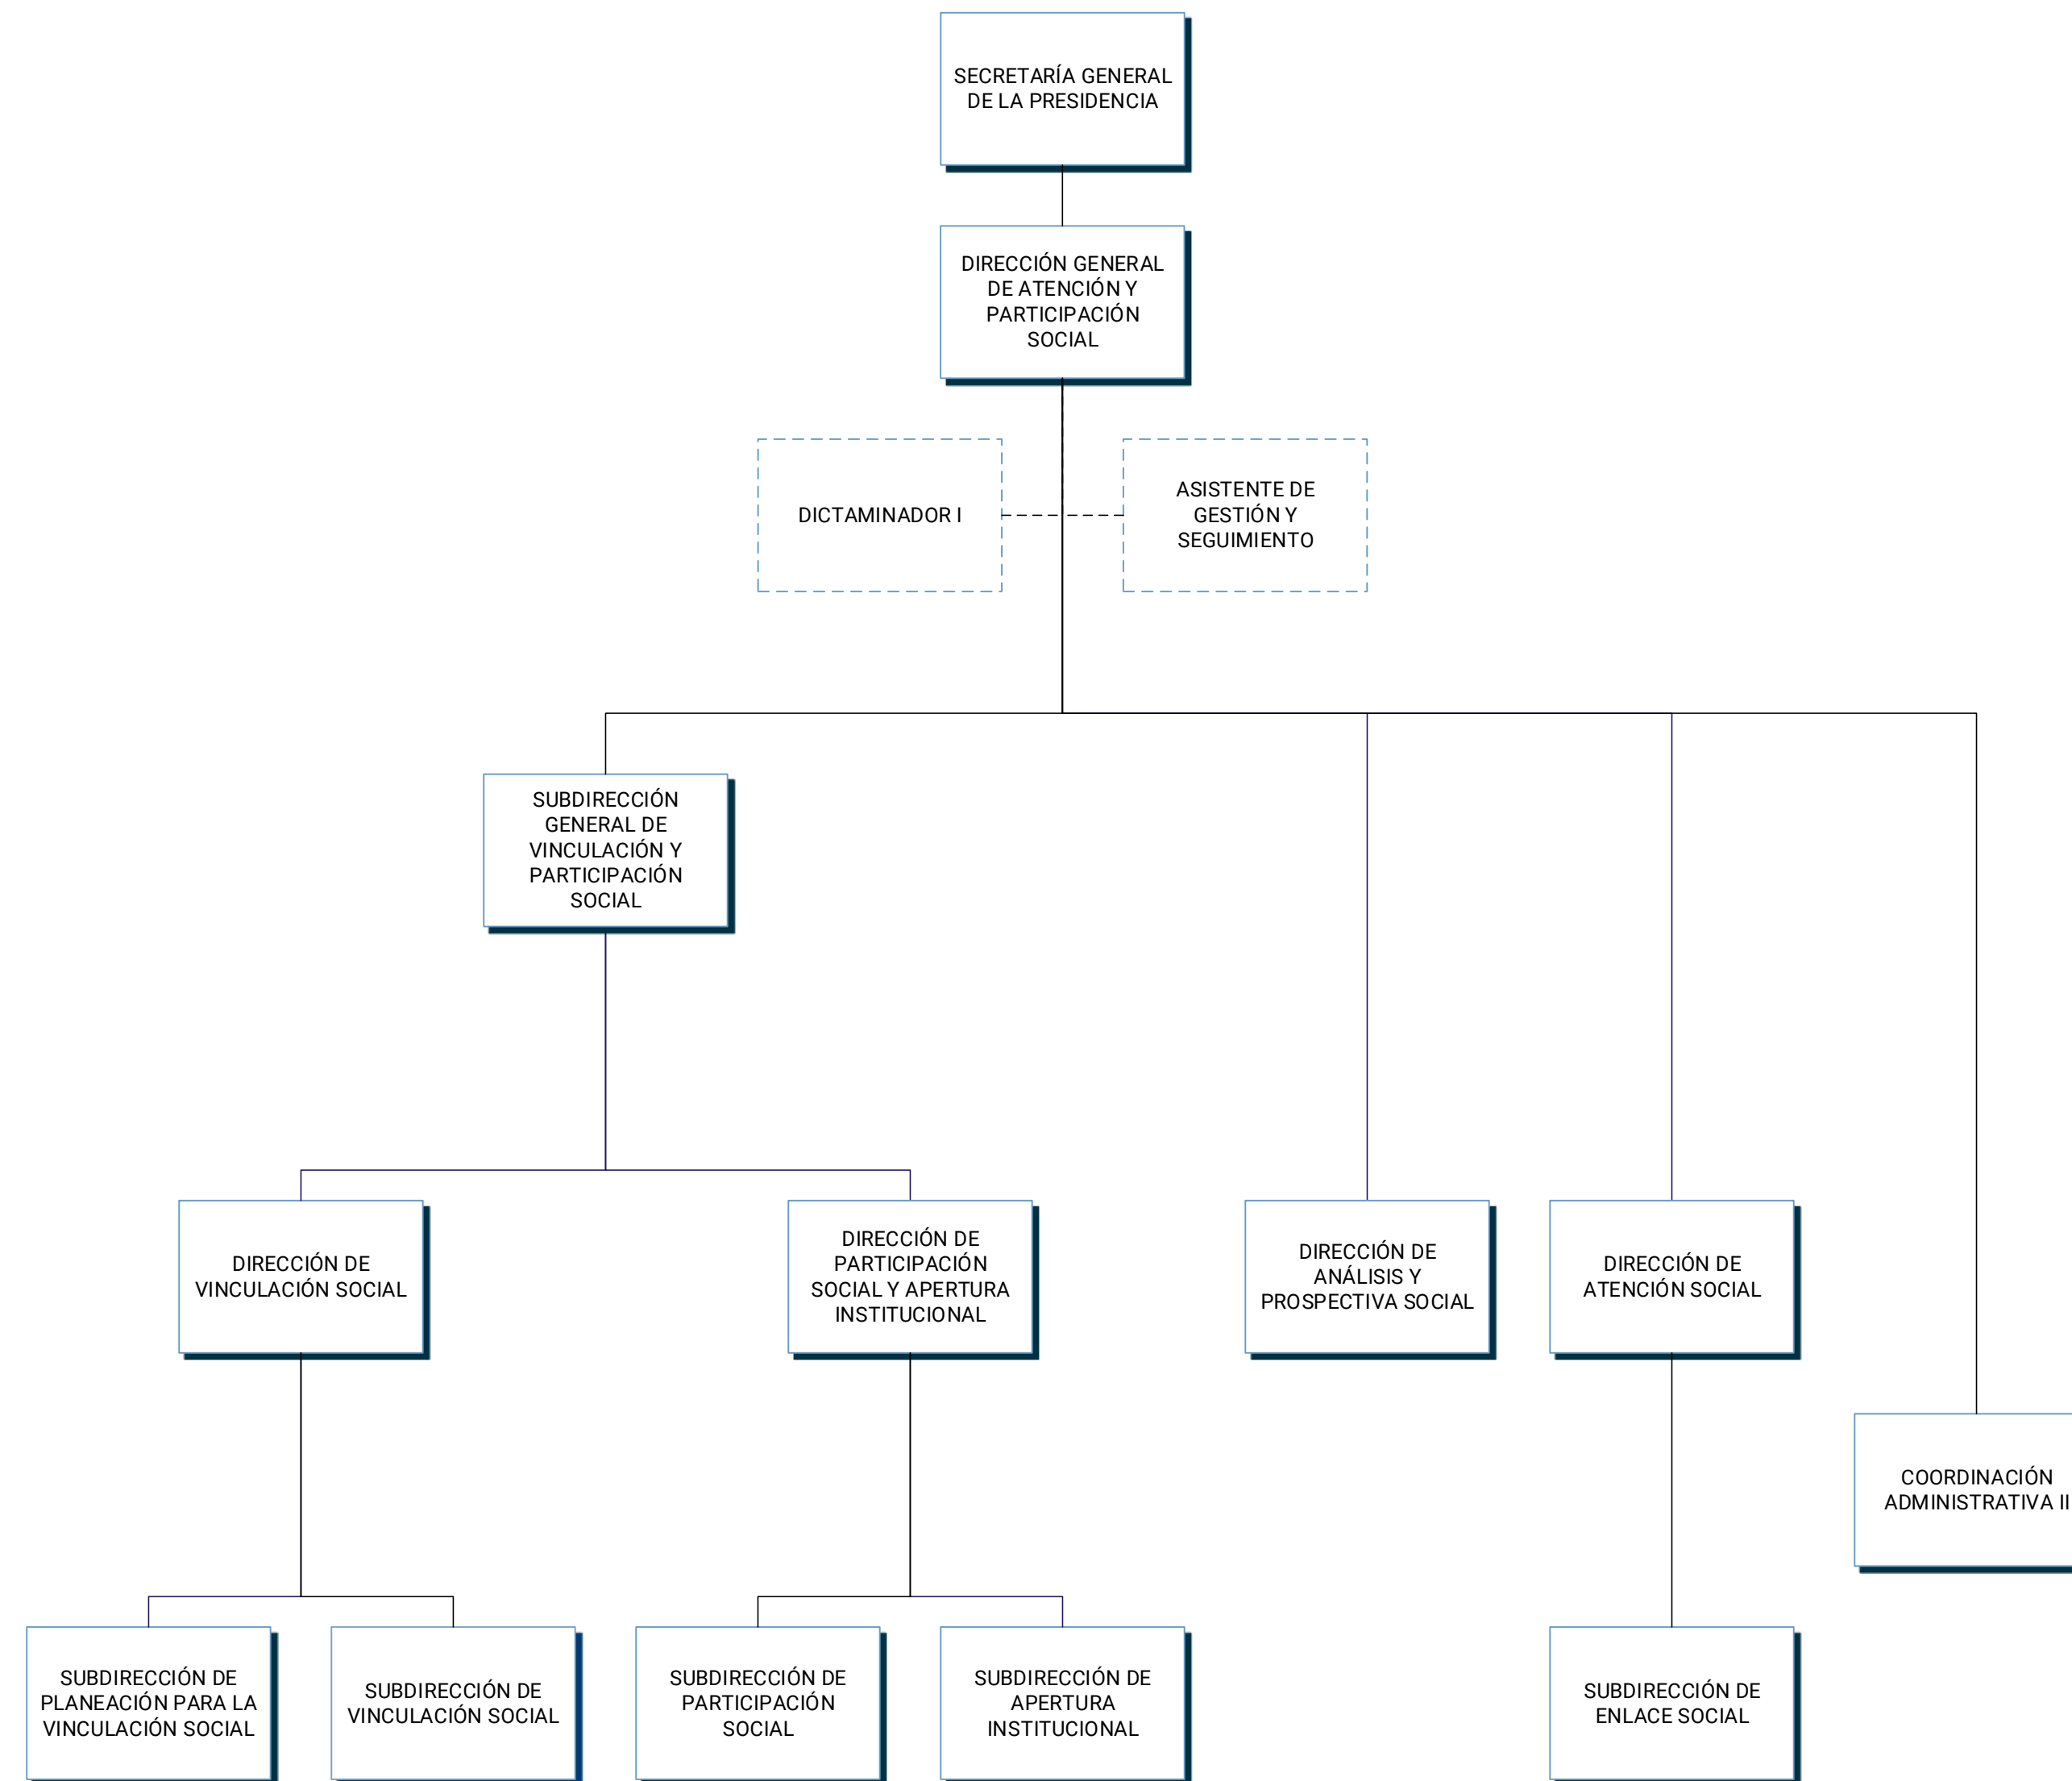 SECRETARÍA GENERAL
DE LA PRESIDENCIA
DIRECCIÓN GENERAL
DE ATENCIÓN Y
PARTICIPACIÓN
SOCIAL
DICTAMINADOR I
ASISTENTE DE
GESTIÓN Y
SEGUIMIENTO
SUBDIRECCIÓN
GENERAL DE
VINCULACIÓN Y
PARTICIPACIÓN
SOCIAL
DIRECCIÓN DE
VINCULACIÓN SOCIAL
DIRECCIÓN DE
PARTICIPACIÓN
SOCIAL Y APERTURA
INSTITUCIONAL
DIRECCIÓN DE
ANÁLISIS Y
PROSPECTIVA SOCIAL
DIRECCIÓN DE
ATENCIÓN SOCIAL
COORDINACIÓN
ADMINISTRATIVA II
SUBDIRECCIÓN DE
PLANEACIÓN PARA LA
VINCULACIÓN SOCIAL
SUBDIRECCIÓN DE
VINCULACIÓN SOCIAL
SUBDIRECCIÓN DE
PARTICIPACIÓN
SOCIAL
SUBDIRECCIÓN DE
APERTURA
INSTITUCIONAL
SUBDIRECCIÓN DE
ENLACE SOCIAL